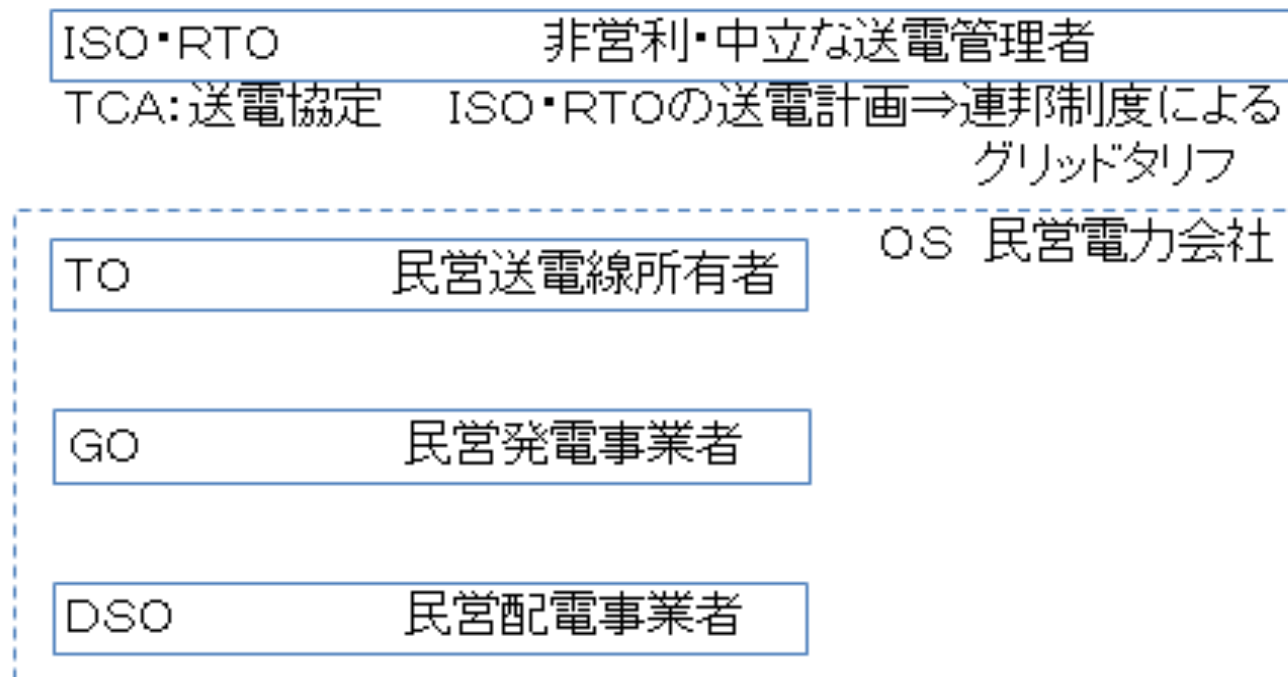 ISO・RTO 非営利・中立な送電管理者
TCA:送電協定 ISO・RTOの送電計画⇒連邦制度による
グリッドタリフ
OS 民営電力会社
TO 民営送電線所有者
GO 民営発電事業者
DSO 民営配電事業者